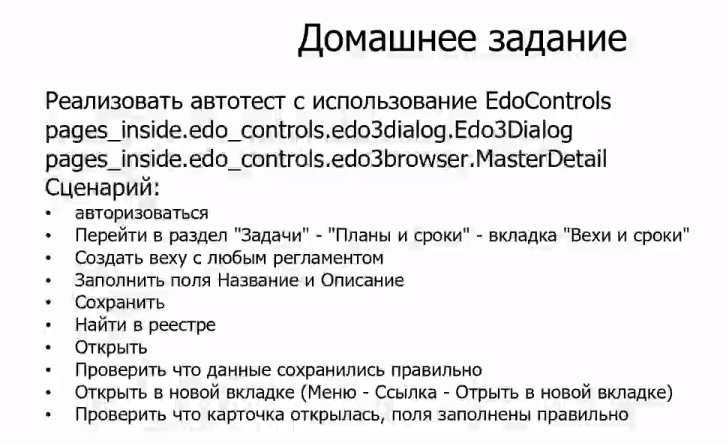 Домашнее задание
Реализовать автотест с использование EdoControls
pages_inside.edo_controls.edo3dialog.Edo3Dialog
pages_inside.edo_controls.edo3browser.MasterDetail
Сценарий:
• авторизоваться
• Перейти в раздел "Задачи" - "Планы и сроки" - вкладка "Вехи и сроки"
• Создать веху с любым регламентом
• Заполнить поля Название и Описание
• Сохранить
• Найти в реестре
• Открыть
• Проверить что данные сохранились правильно
• Открыть в новой вкладке (Меню - Ссылка - Отрыть в новой вкладке)
• Проверить что карточка открылась, поля заполнены правильно